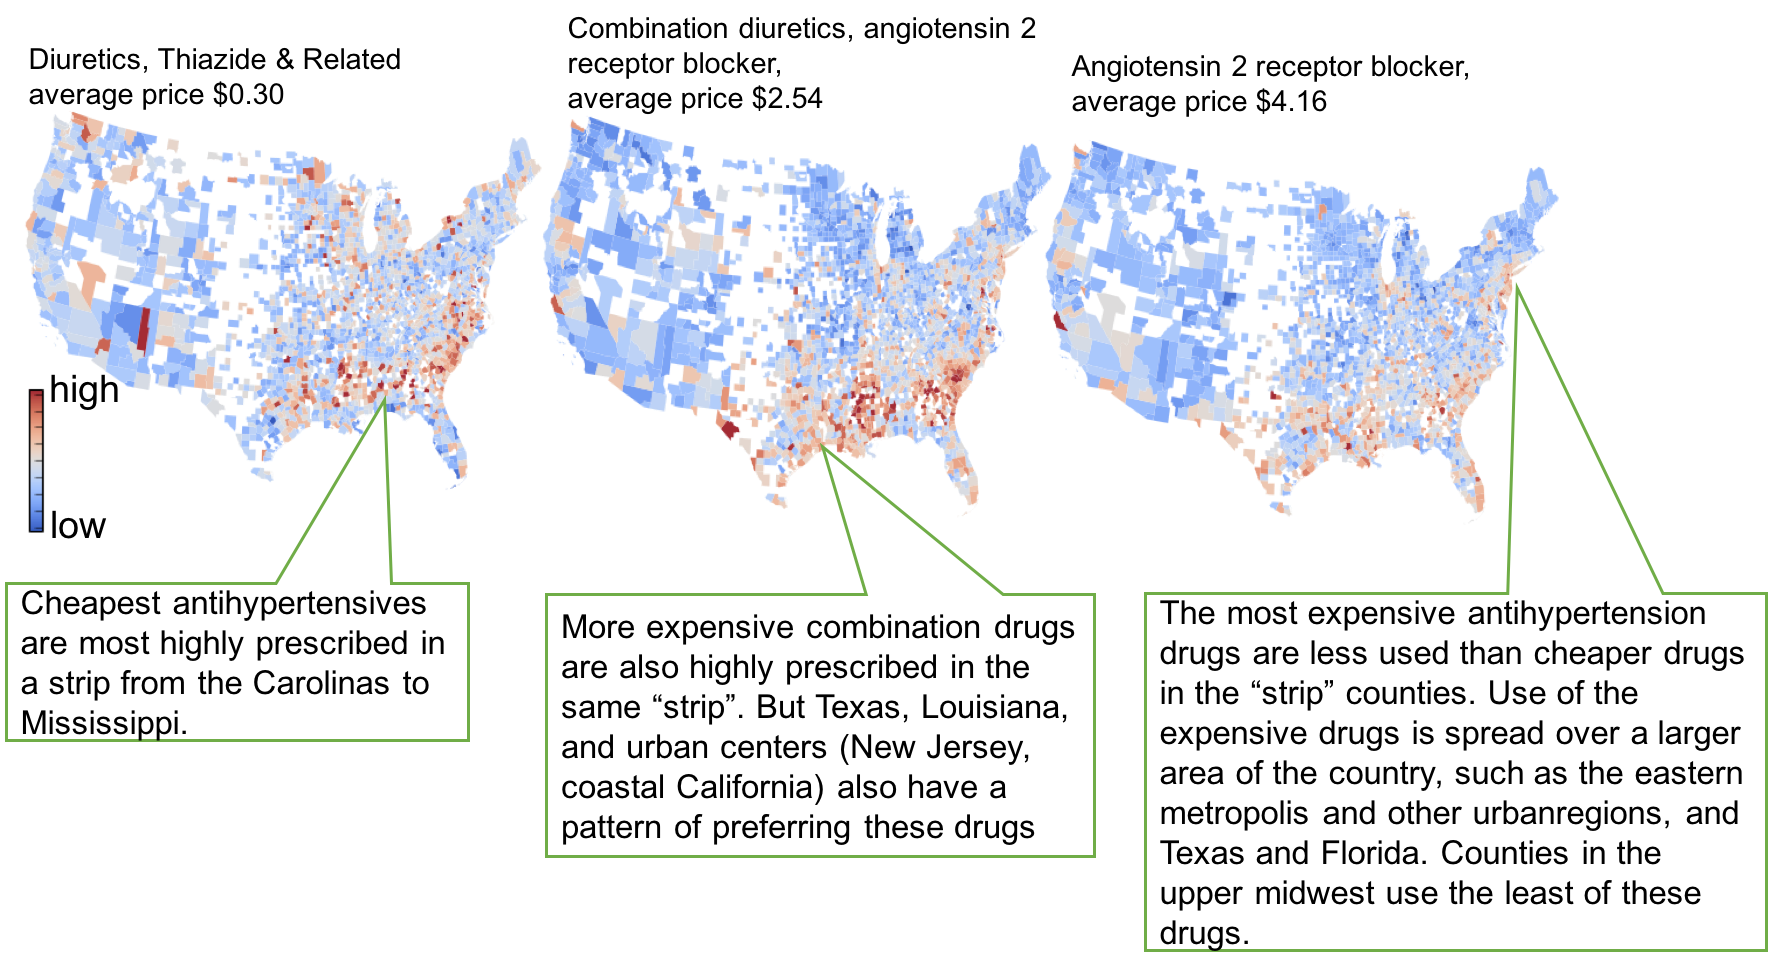 Diuretics, Thiazide & Related
average price $0.30
Combination diuretics, angiotensin 2
receptor blocker,
average price $2.54
Angiotensin 2 receptor blocker,
average price $4.16
high
low
Cheapest antihypertensives
are most highly prescribed in
a strip from the Carolinas to
Mississippi.
More expensive combination drugs
are also highly prescribed in the
same “strip”. But Texas, Louisiana,
and urban centers (New Jersey,
coastal California) also have a
pattern of preferring these drugs
The most expensive antihypertension
drugs are less used than cheaper drugs
in the “strip” counties. Use of the
expensive drugs is spread over a larger
area of the country, such as the eastern
metropolis and other urbanregions, and
Texas and Florida. Counties in the
upper midwest use the least of these
drugs.